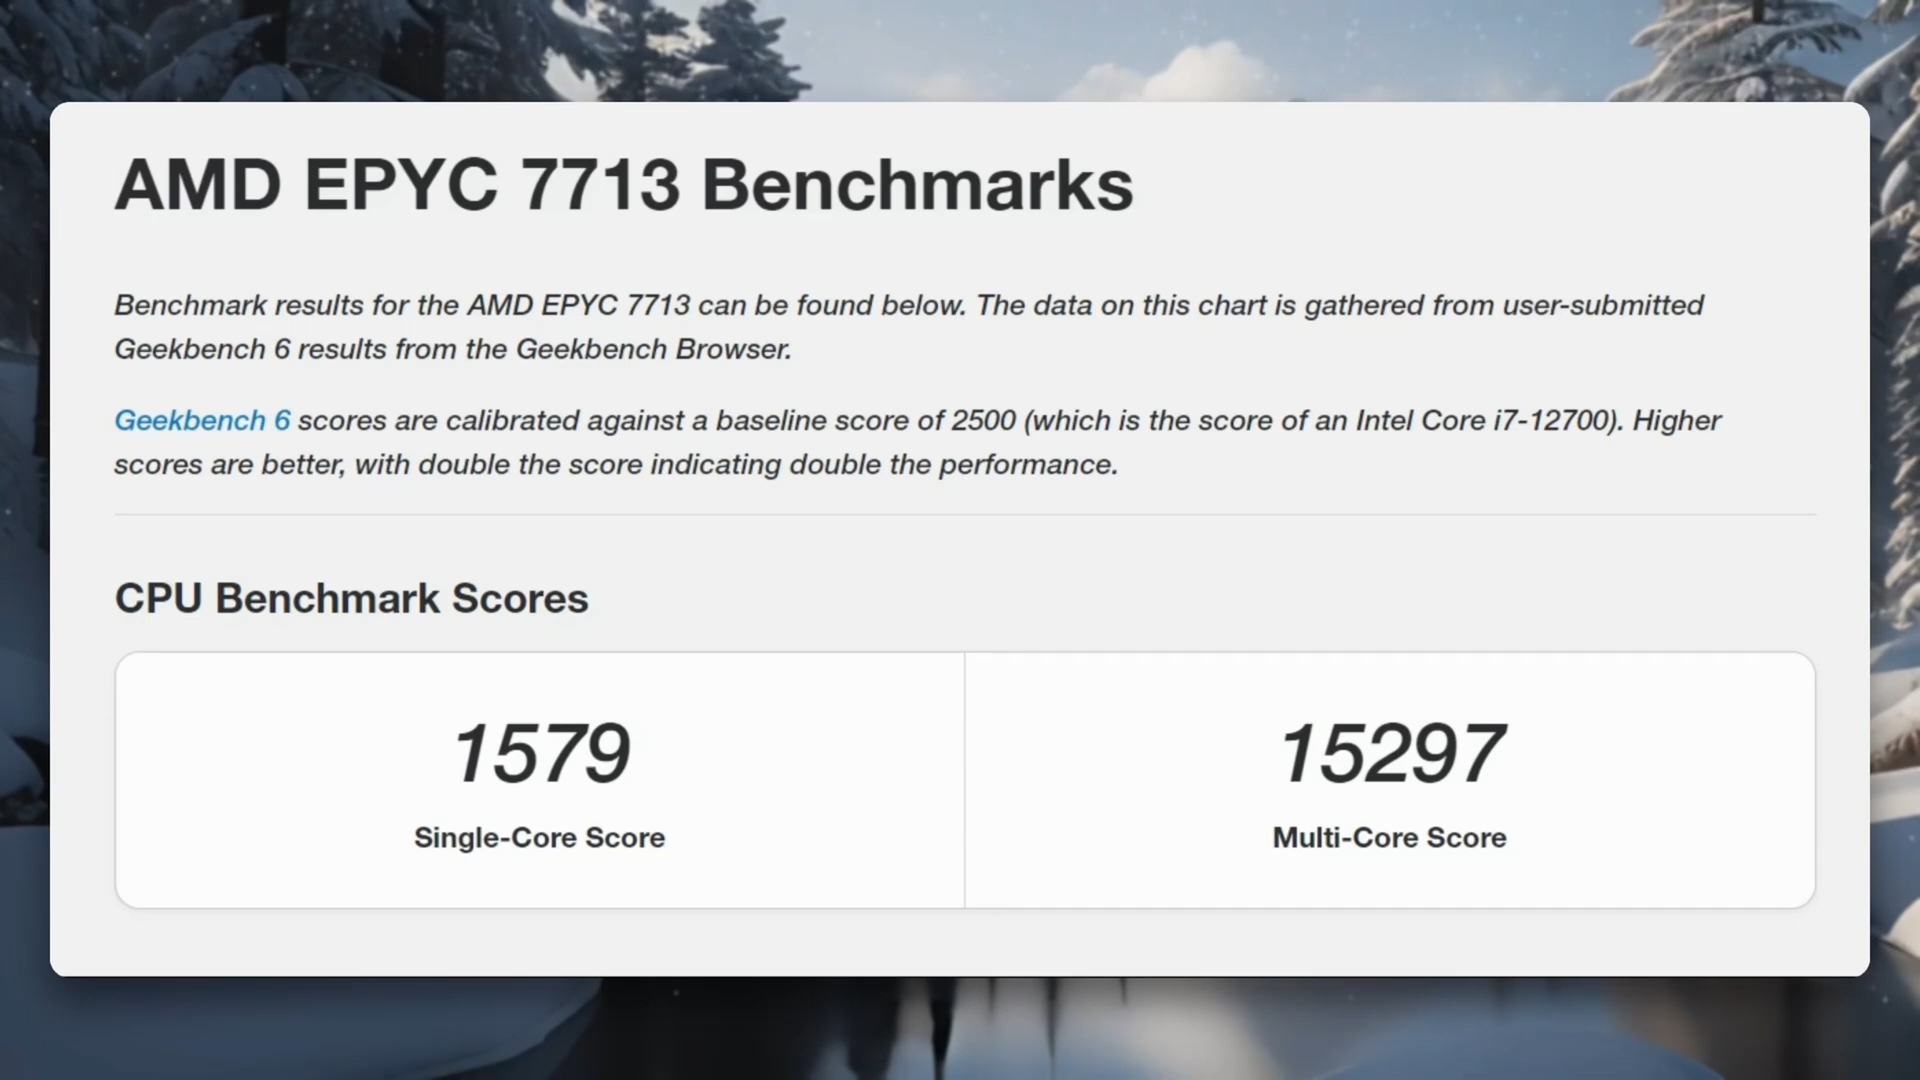 AMD EPYC 7713 Benchmarks
Benchmark results for the AMD EPYC 7713 can be found below. The data on this chart is gathered from user-submitted
Geekbench 6 results from the Geekbench Browser.
Geekbench 6 scores are calibrated against a baseline score of 2500 (which is the score of an Intel Core i7-12700). Higher
scores are better, with double the score indicating double the performance.
CPU Benchmark Scores
1579
Single-Core Score
15297
Multi-Core Score